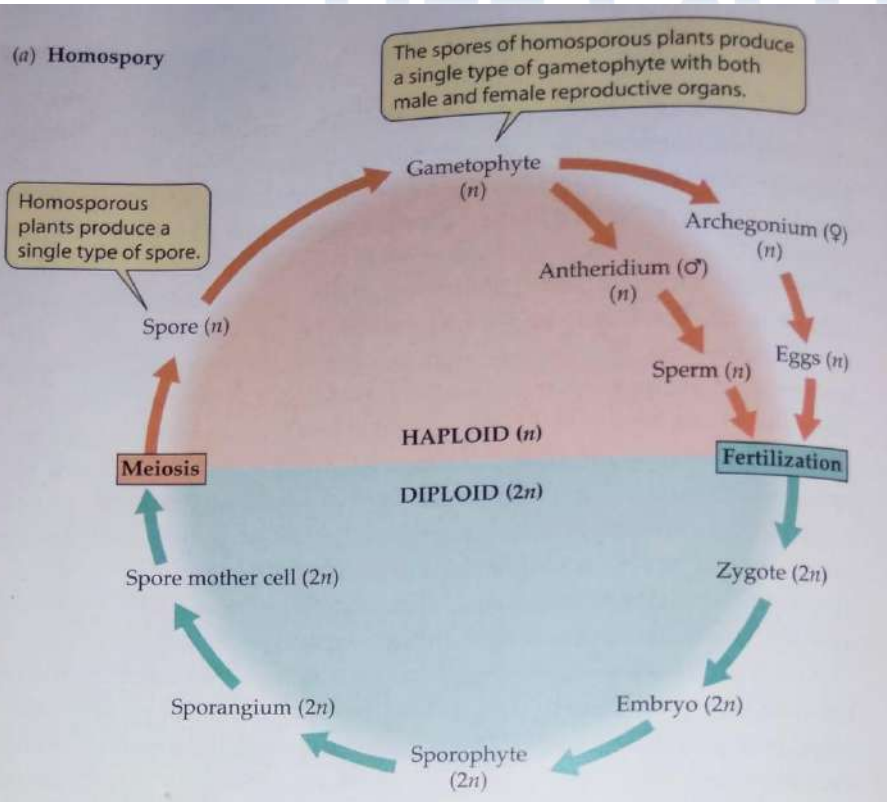 (a) Homospory
The spores of homosporous plants produce
a single type of gametophyte with both
male and female reproductive organs.
Homosporous
plants produce a
single type of spore.
Gametophyte
(n)
Archegonium (♀)
(n)
Antheridium (♂)
(n)
Spore (n)
Sperm (n)
Eggs (n)
HAPLOID (n)
Meiosis
Fertilization
DIPLOID (2n)
Spore mother cell (2n)
Zygote (2n)
Sporangium (2n)
Embryo (2n)
Sporophyte
(2n)